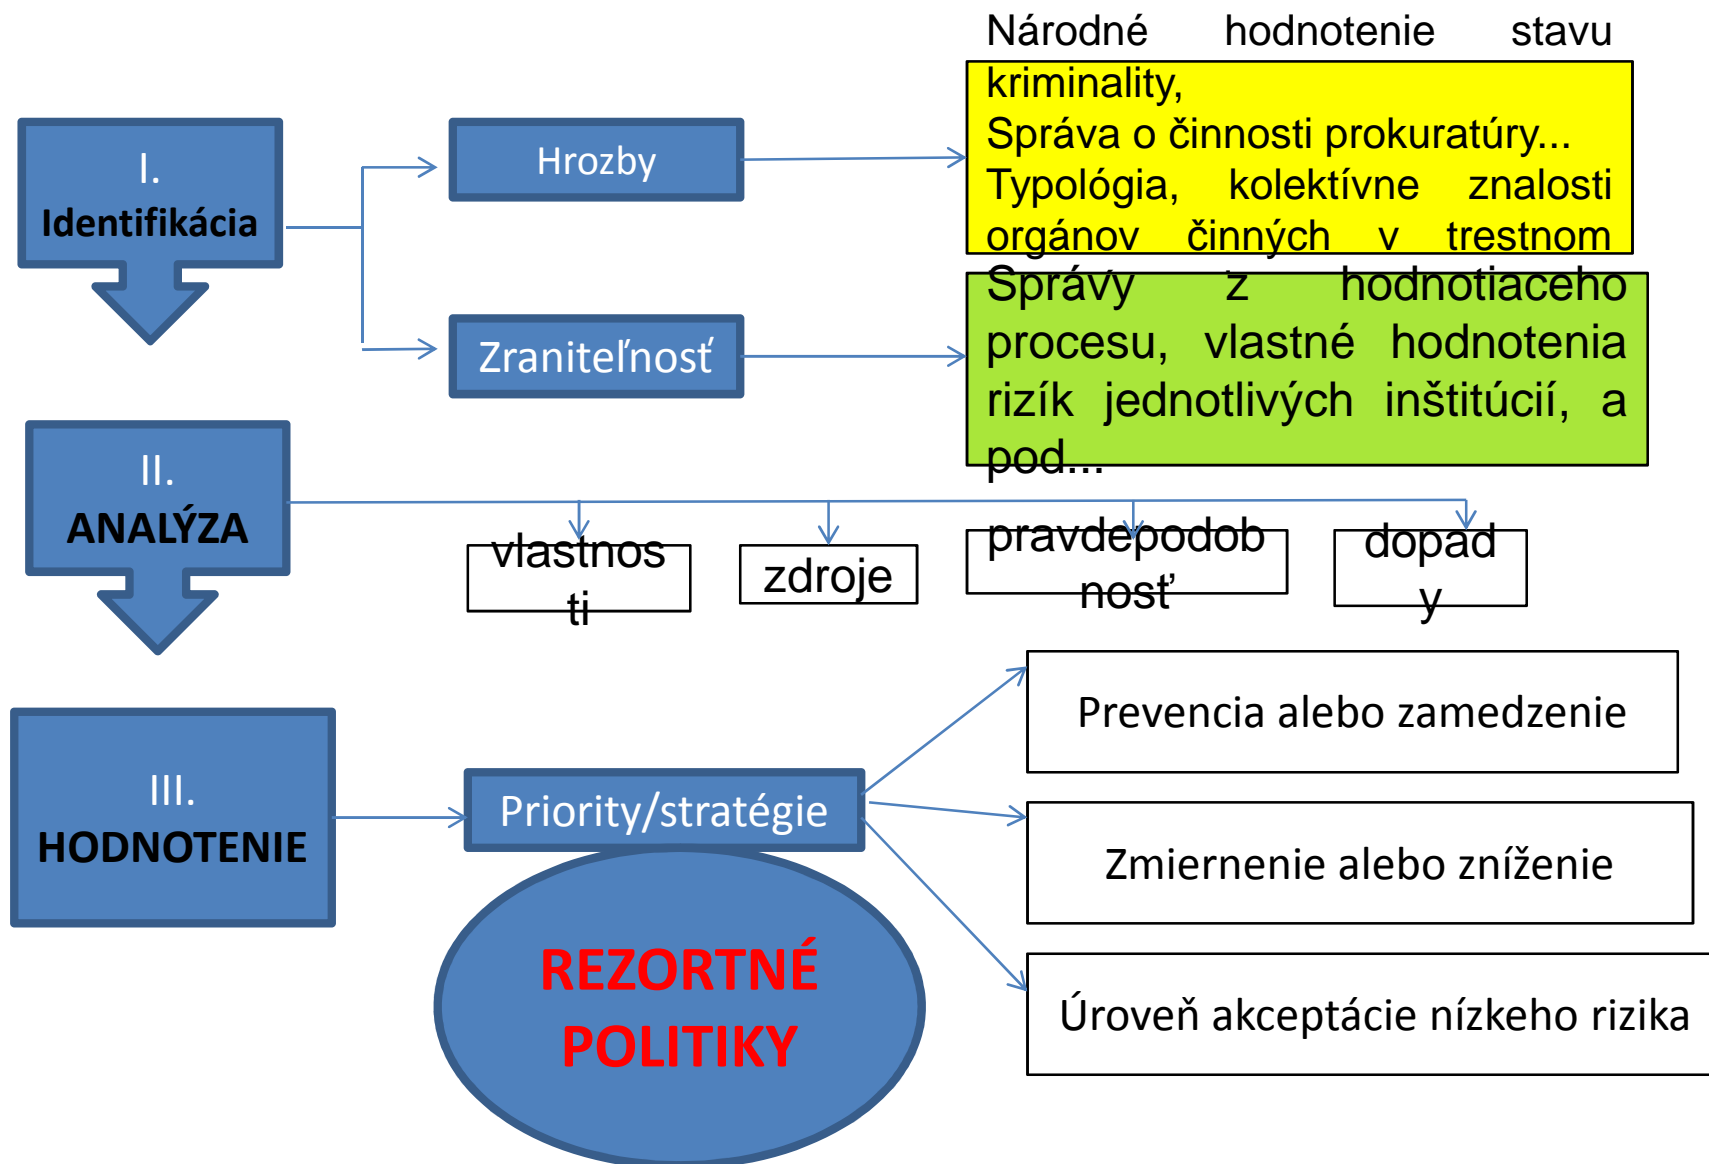 I.
Identifikácia
Hrozby
Národné hodnotenie stavu
kriminality,
Správa o činnosti prokuratúry...
Typológia, kolektívne znalosti
orgánov činných v trestnom
Zraniteľnosť
Správy z hodnotiaceho
procesu, vlastné hodnotenia
rizík jednotlivých inštitúcií, a
pod...
II.
ANALÝZA
vlastnos
ti
zdroje
pravdepodob
nosť
dopad
y
III.
HODNOTENIE
Priority/stratégie
REZORTNÉ
POLITIKY
Prevencia alebo zamedzenie
Zmiernenie alebo zníženie
Úroveň akceptácie nízkeho rizika